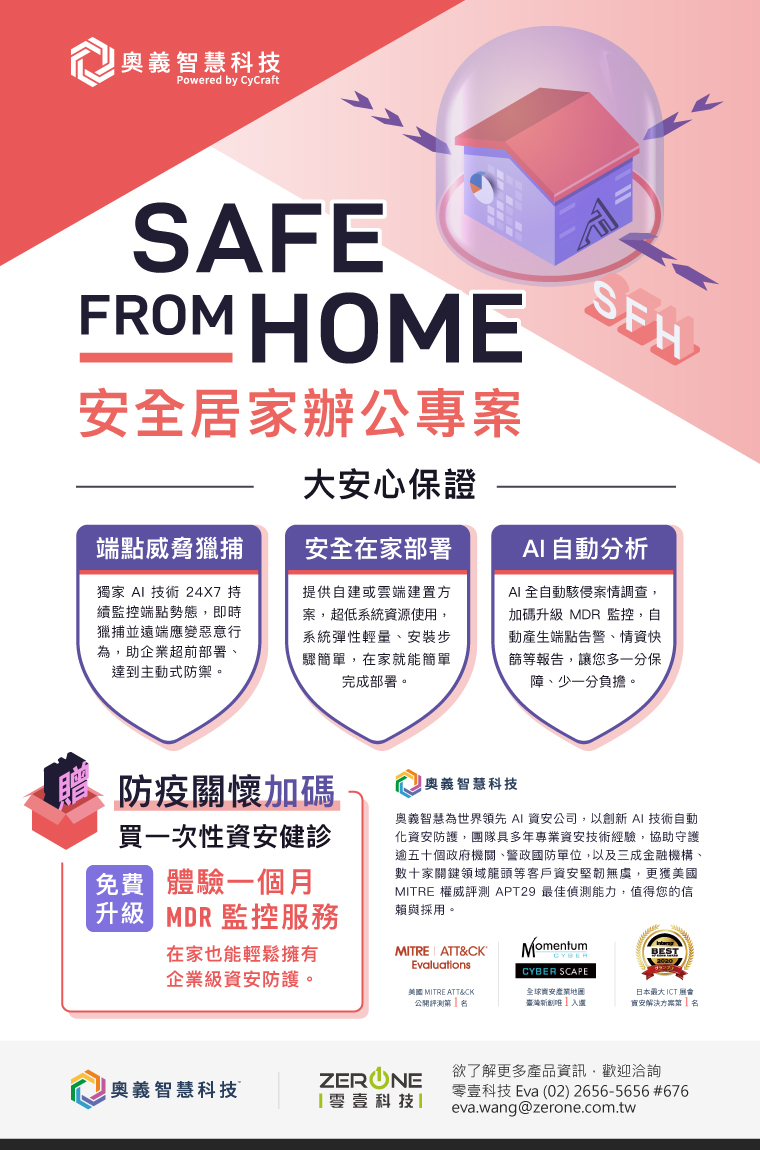 奧義智慧科技
Powered by CyCraft
SAFE
FROM HOME
SFH
安全居家辦公專案
大安心保證
端點威脅獵捕
獨家 AI 技術 24X7 持
續監控端點勢態，即時
獵捕並遠端應變惡意行
為，助企業超前部署、
達到主動式防禦。
安全在家部署
提供自建或雲端建置方
案，超低系統資源使用，
系統彈性輕量、安裝步
驟簡單，在家就能簡單
完成部署。
AI 自動分析
AI 全自動駭侵案情調查，
加碼升級 MDR 監控，自
動產生端點告警、情資快
篩等報告，讓您多一分保
障、少一分負擔。
贈
防疫關懷加碼
買一次性資安健診
免費
升級
體驗一個月
MDR 監控服務
在家也能輕鬆擁有
企業級資安防護。
奧義智慧科技
奧義智慧為世界領先 AI 資安公司，以創新 AI 技術自動
化資安防護，團隊具多年專業資安技術經驗，協助守護
逾五十個政府機關、警政國防單位，以及三成金融機構、
數十家關鍵領域龍頭等客戶資安堅韌無虞，更獲美國
MITRE 權威評測 APT29 最佳偵測能力，值得您的信
賴與採用。
MITRE | ATT&CK
Evaluations
美國 MITRE ATT&CK
公開評測第 1 名
Momentum
CYBER
CYBER SCAPE
全球資安產業地圖
臺灣新創唯 1 入選
Interop
BEST
2020
日本最大 ICT 展會
資安解決方案第 1 名
奧義智慧科技
ZERONE
零壹科技
欲了解更多產品資訊．歡迎洽詢
零壹科技 Eva (02) 2656-5656 #676
eva.wang@zerone.com.tw